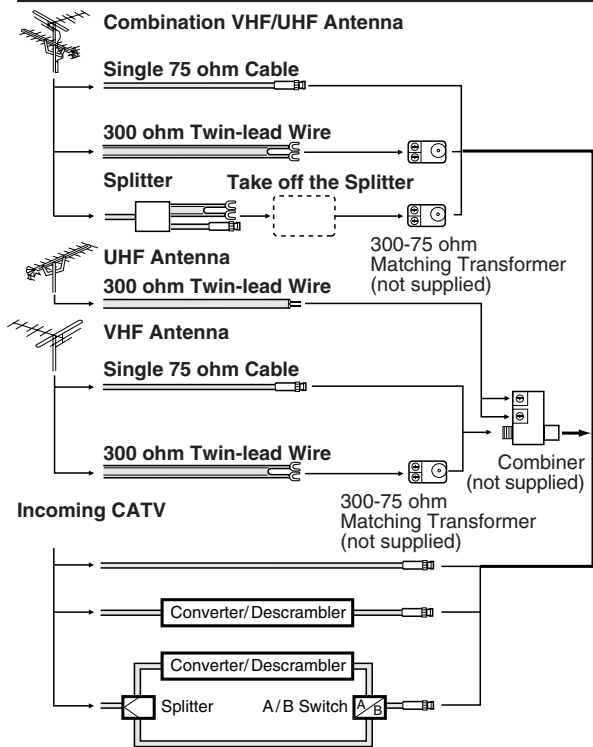 Combination VHF/UHF Antenna
Single 75 ohm Cable
300 ohm Twin-lead Wire
Splitter
Take off the Splitter
300-75 ohm
Matching Transformer
(not supplied)
UHF Antenna
300 ohm Twin-lead Wire
VHF Antenna
Single 75 ohm Cable
300 ohm Twin-lead Wire
Combiner
(not supplied)
300-75 ohm
Matching Transformer
(not supplied)
Incoming CATV
Converter/Descrambler
Converter/Descrambler
Splitter
A/B Switch
A
B